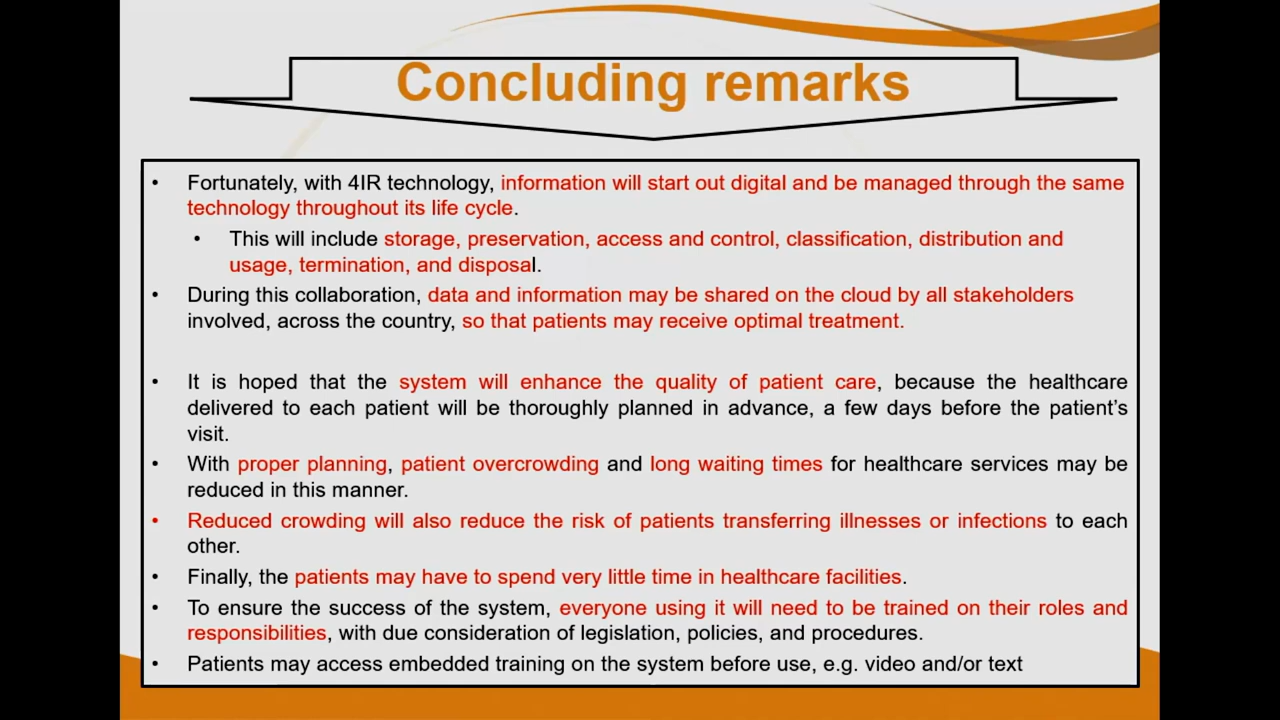 Concluding remarks
• Fortunately, with 4IR technology, information will start out digital and be managed through the same
technology throughout its life cycle.
• This will include storage, preservation, access and control, classification, distribution and
usage, termination, and disposal.
• During this collaboration, data and information may be shared on the cloud by all stakeholders
involved, across the country, so that patients may receive optimal treatment.
• It is hoped that the system will enhance the quality of patient care, because the healthcare
delivered to each patient will be thoroughly planned in advance, a few days before the patient's
visit.
• With proper planning, patient overcrowding and long waiting times for healthcare services may be
reduced in this manner.
• Reduced crowding will also reduce the risk of patients transferring illnesses or infections to each
other.
• Finally, the patients may have to spend very little time in healthcare facilities.
• To ensure the success of the system, everyone using it will need to be trained on their roles and
responsibilities, with due consideration of legislation, policies, and procedures.
• Patients may access embedded training on the system before use, e.g. video and/or text